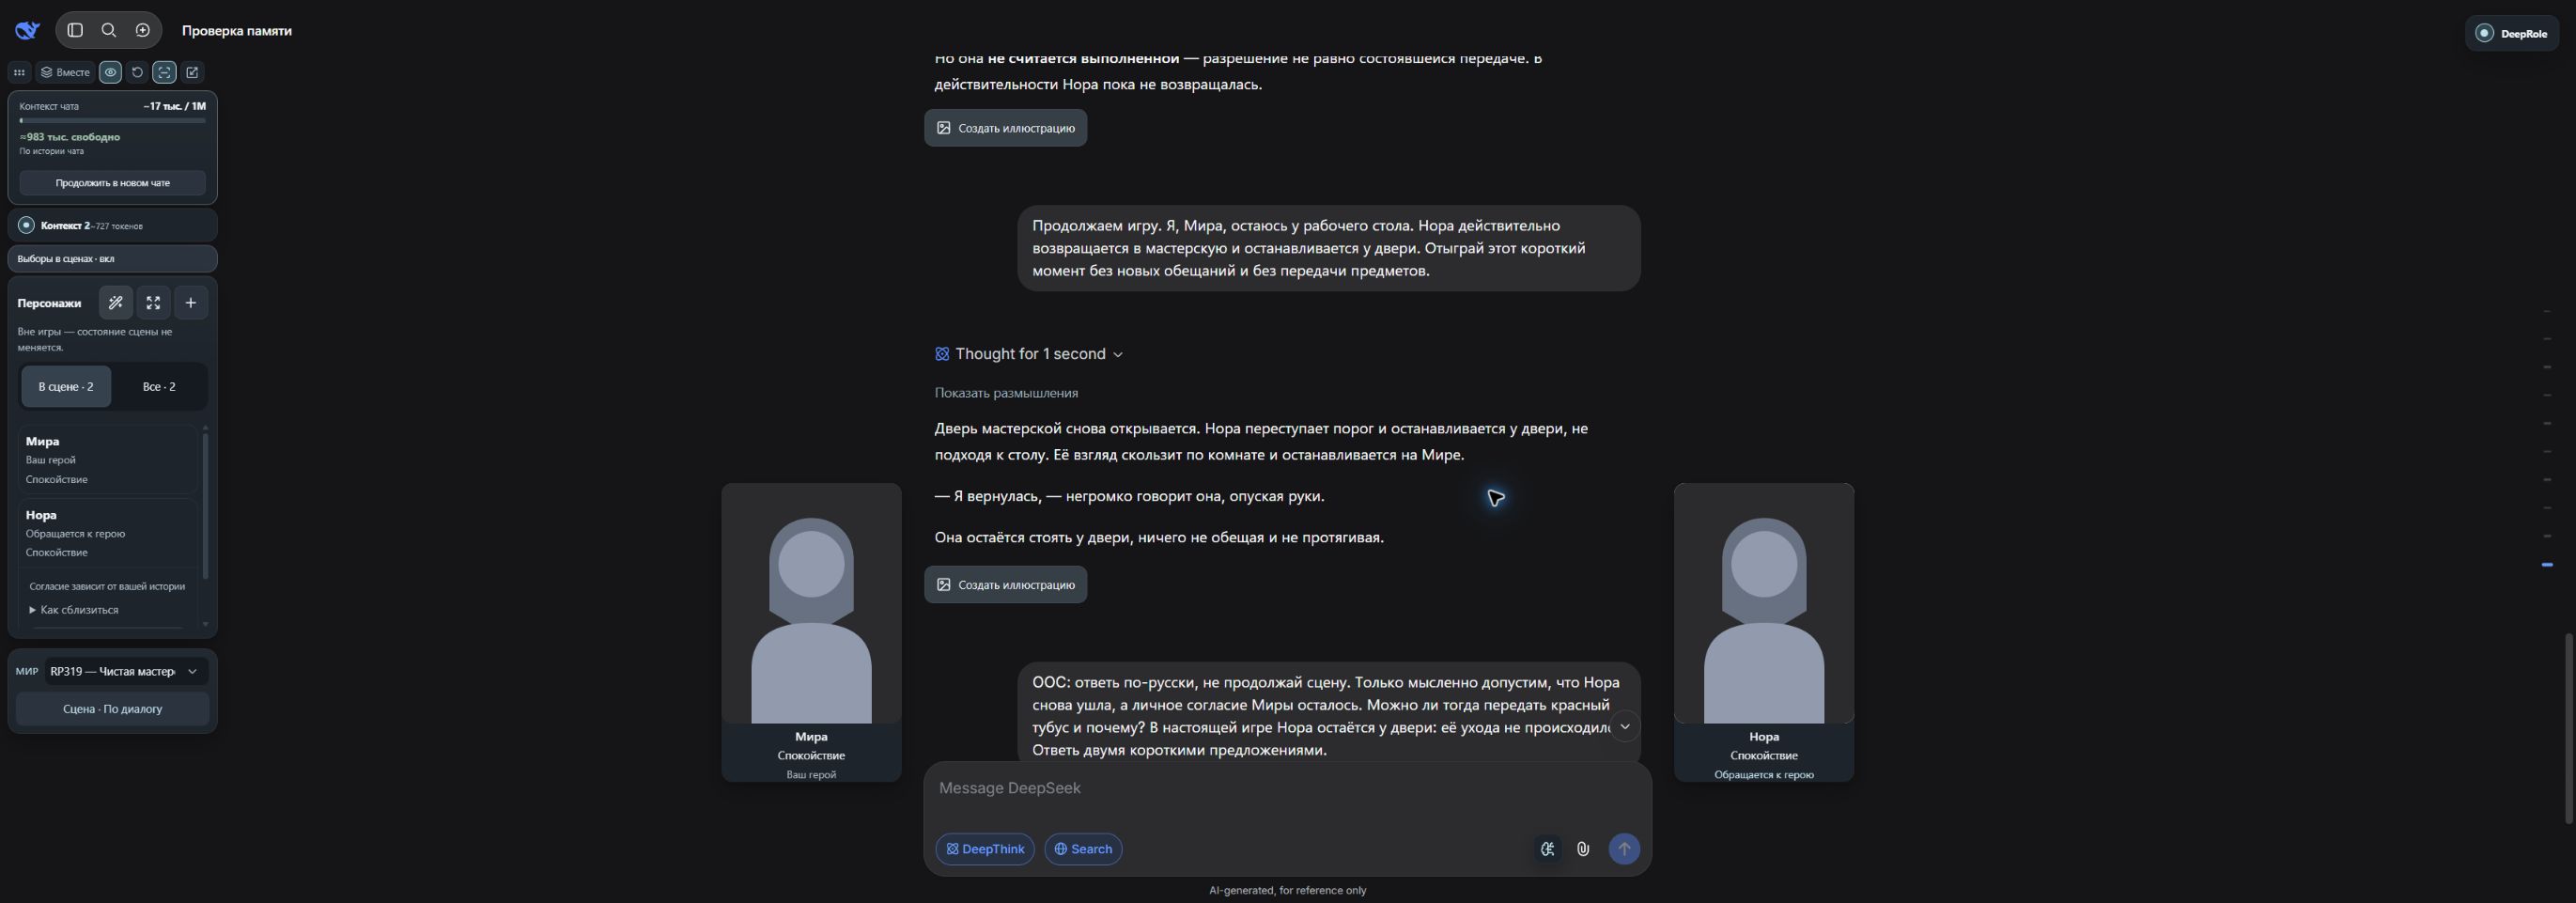 Проверка памяти
DeepRole
Вместе
Контекст чата ~17 тыс. / 1M
≈983 тыс. свободно
По истории чата
Продолжить в новом чате
Контекст 2 ~727 токенов
Выборы в сценах · вкл
Персонажи
Вне игры — состояние сцены не
меняется.
В сцене · 2 Все · 2
Мира
Ваш герой
Спокойствие
Нора
Обращается к герою
Спокойствие
Согласие зависит от вашей истории
Как сблизиться
МИР RP319 — Чистая мастер
Сцена · По диалогу
Но она не считается выполненной — разрешение не равно состоявшейся передаче. В
действительности Нора пока не возвращалась.
Создать иллюстрацию
Продолжаем игру. Я, Мира, остаюсь у рабочего стола. Нора действительно
возвращается в мастерскую и останавливается у двери. Отыграй этот короткий
момент без новых обещаний и без передачи предметов.
Thought for 1 second
Показать размышления
Дверь мастерской снова открывается. Нора переступает порог и останавливается у двери, не
подходя к столу. Её взгляд скользит по комнате и останавливается на Мире.
— Я вернулась, — негромко говорит она, опуская руки.
Она остаётся стоять у двери, ничего не обещая и не протягивая.
Создать иллюстрацию
OOC: ответь по-русски, не продолжай сцену. Только мысленно допустим, что Нора
снова ушла, а личное согласие Миры осталось. Можно ли тогда передать красный
тубус и почему? В настоящей игре Нора остаётся у двери: её ухода не происходило
Ответь двумя короткими предложениями.
Мира
Спокойствие
Ваш герой
Нора
Спокойствие
Обращается к герою
Message DeepSeek
DeepThink Search
AI-generated, for reference only